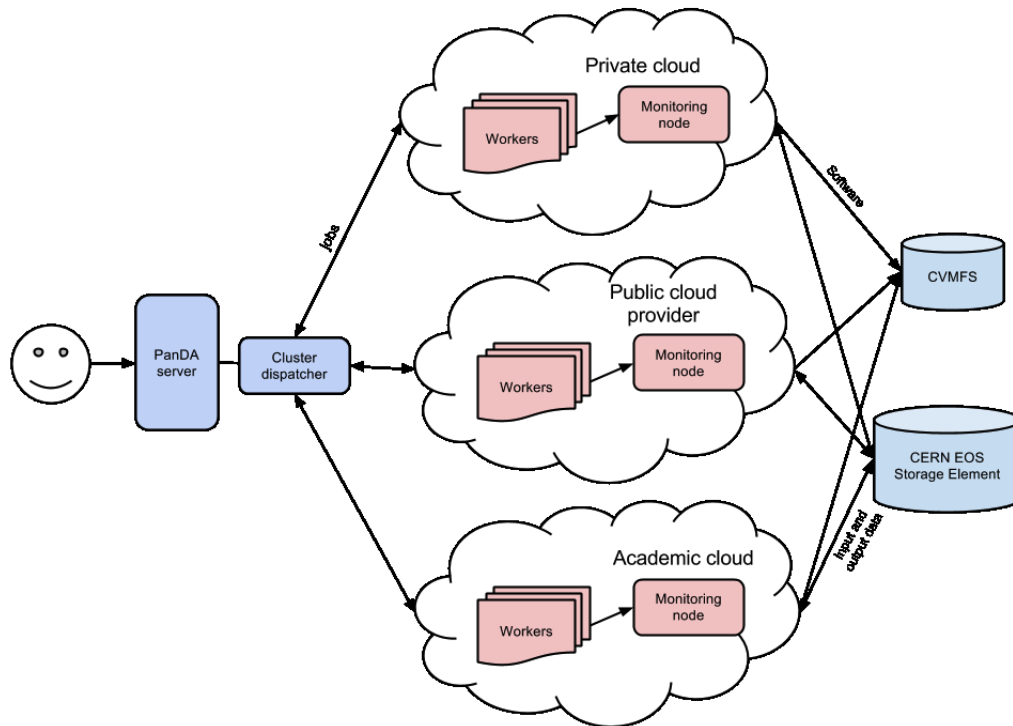 Private cloud
Workers
Monitoring
node
jobs
Software
CVMFS
Public cloud
provider
Workers
Monitoring
node
PanDA
server
Cluster
dispatcher
CERN EOS
Storage Element
Input and
output data
Academic cloud
Workers
Monitoring
node